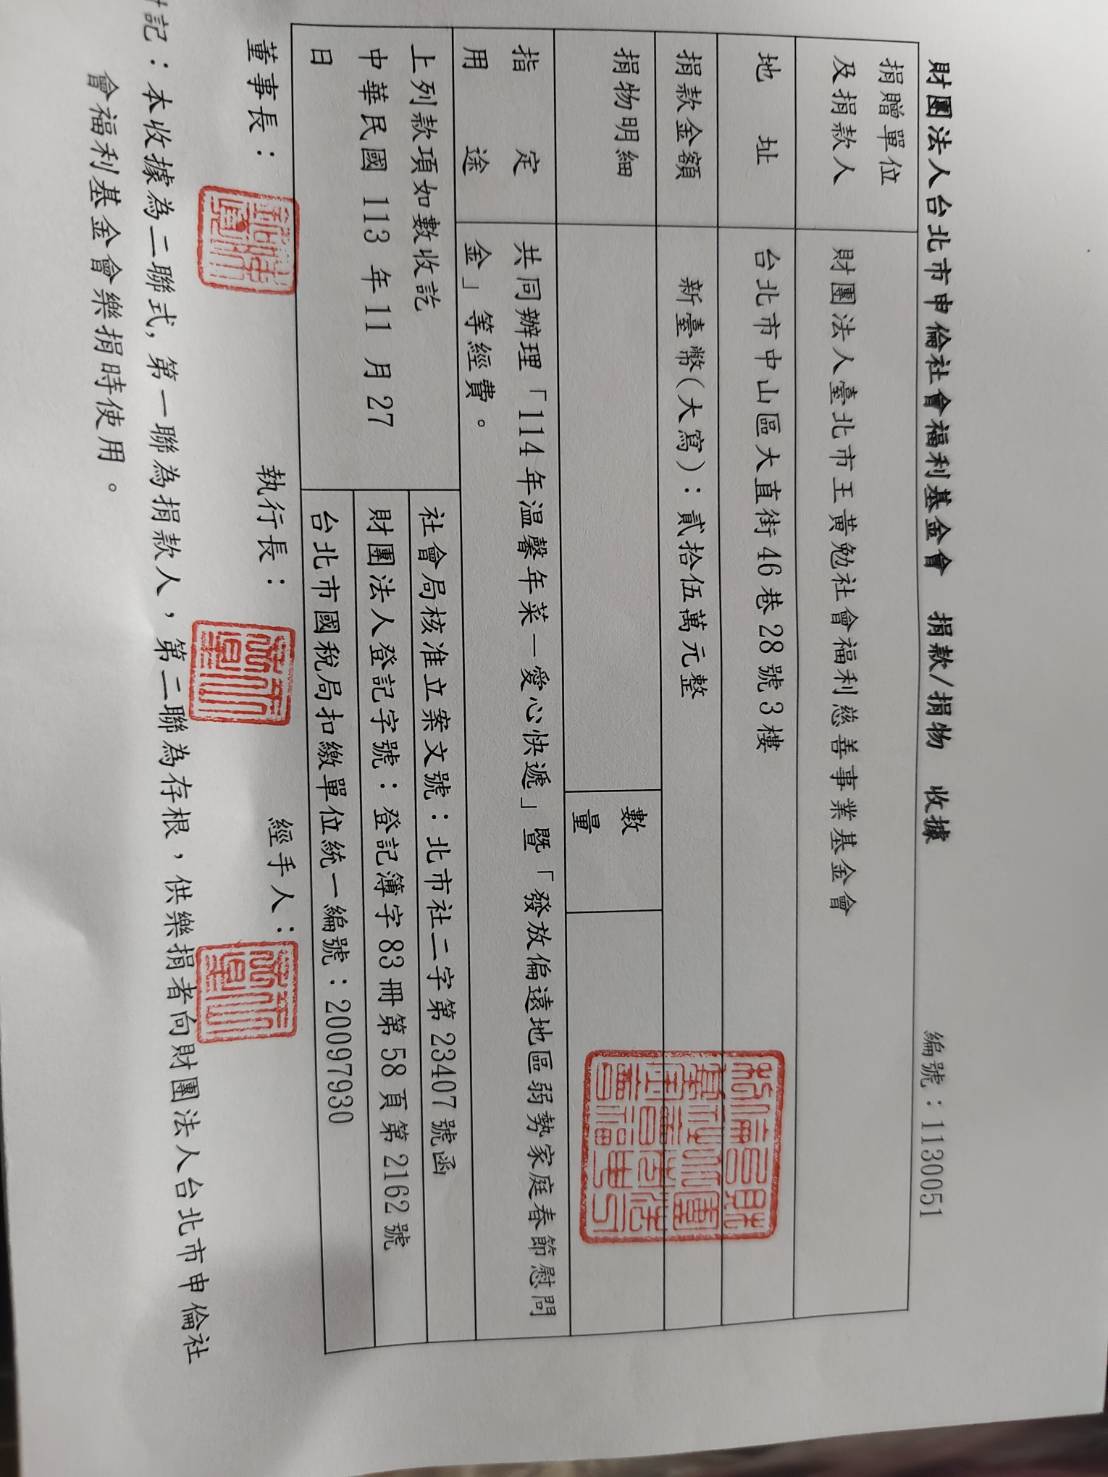 財團法人台北市申倫社會福利基金會 捐款/捐物 收據 編號：1130051
捐贈單位
及捐款人 財團法人臺北市王黃勉社會福利慈善事業基金會
地 址 台北市中山區大直街46巷28號3樓
捐款金額 新臺幣(大寫)：貳拾伍萬元整
捐物明細 數
量
指 定 共同辦理「114年溫馨年菜－愛心快遞」暨「發放偏遠地區弱勢家庭春節慰問
用 途 金」等經費。
上列款項如數收訖
中華民國 113 年11 月27
日
社會局核准立案文號：北市社二字第23407號函
財團法人登記字號：登記簿字83冊第58頁第2162號
台北市國稅局扣繳單位統一編號：20097930
財團法人
台北市申
倫社會福
利基金會
董事長： 執行長： 經手人：
記：本收據為二聯式,第一聯為捐款人，第二聯為存根，供樂捐者向財團法人台北市申倫社
會福利基金會樂捐時使用。